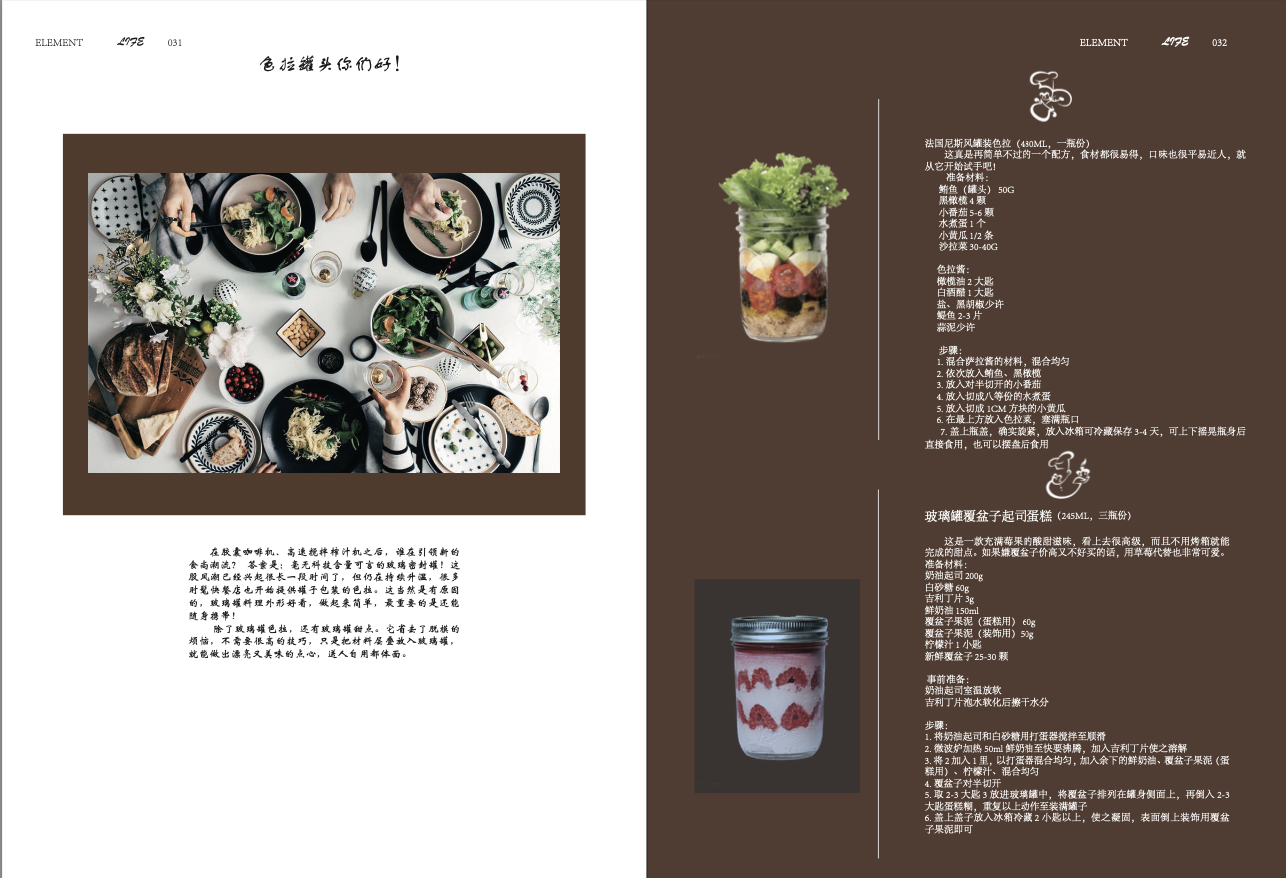 ELEMENT LIFE 031
色拉罐头你们好!
在胶囊咖啡机、高速搅拌榨汁机之后，谁在引领新的
食尚潮流？ 答案是：毫无科技含量可言的玻璃密封罐！这
股风潮已经兴起很长一段时间了，但仍在持续升温，很多
时髦快餐店也开始提供罐子包装的色拉。这当然是有原因
的，玻璃罐料理外形好看，做起来简单，最重要的是还能
随身携带！
除了玻璃罐色拉，还有玻璃罐甜点。它省去了脱模的
烦恼，不需要很高的技巧，只是把材料层叠放入玻璃罐，
就能做出漂亮又美味的点心，送人自用都体面。
ELEMENT LIFE 032
法国尼斯风罐装色拉（480ML，一瓶份）
这真是再简单不过的一个配方，食材都很易得，口味也很平易近人，就
从它开始试手吧！
准备材料：
鲔鱼（罐头） 50G
黑橄榄 4 颗
小番茄 5-6 颗
水煮蛋 1 个
小黄瓜 1/2 条
沙拉菜 30-40G
色拉酱：
橄榄油 2 大匙
白酒醋 1 大匙
盐、黑胡椒少许
鳀鱼 2-3 片
蒜泥少许
步骤：
1. 混合萨拉酱的材料，混合均匀
2. 依次放入鲔鱼、黑橄榄
3. 放入对半切开的小番茄
4. 放入切成八等份的水煮蛋
5. 放入切成 1CM 方块的小黄瓜
6. 在最上方放入色拉菜，塞满瓶口
7. 盖上瓶盖，确实旋紧，放入冰箱可冷藏保存 3-4 天，可上下摇晃瓶身后
直接食用，也可以摆盘后食用
玻璃罐覆盆子起司蛋糕（245ML，三瓶份）
这是一款充满莓果的酸甜滋味，看上去很高级，而且不用烤箱就能
完成的甜点。如果嫌覆盆子价高又不好买的话，用草莓代替也非常可爱。
准备材料：
奶油起司 200g
白砂糖 60g
吉利丁片 3g
鲜奶油 150ml
覆盆子果泥（蛋糕用） 60g
覆盆子果泥（装饰用）50g
柠檬汁 1 小匙
新鲜覆盆子 25-30 颗
事前准备：
奶油起司室温放软
吉利丁片泡水软化后擦干水分
步骤：
1. 将奶油起司和白砂糖用打蛋器搅拌至顺滑
2. 微波炉加热 50ml 鲜奶油至快要沸腾，加入吉利丁片使之溶解
3. 将 2 加入 1 里，以打蛋器混合均匀，加入余下的鲜奶油、覆盆子果泥（蛋
糕用）、柠檬汁、混合均匀
4. 覆盆子对半切开
5. 取 2-3 大匙 3 放进玻璃罐中，将覆盆子排列在罐身侧面上，再倒入 2-3
大匙蛋糕糊，重复以上动作至装满罐子
6. 盖上盖子放入冰箱冷藏 2 小匙以上，使之凝固，表面倒上装饰用覆盆
子果泥即可